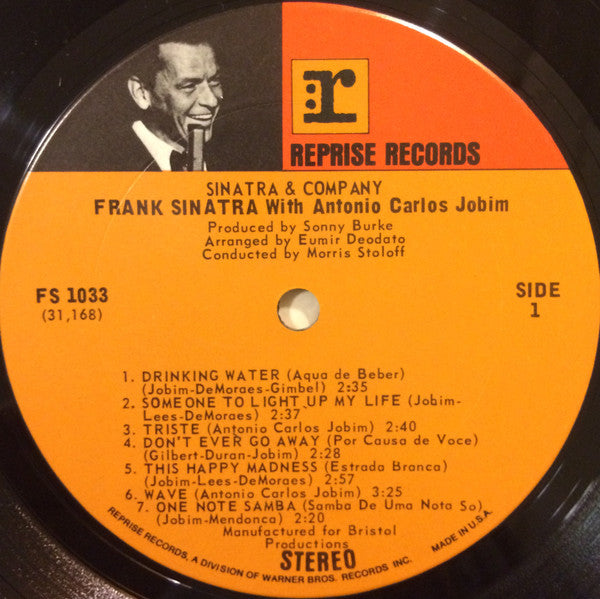 r
REPRISE RECORDS
SINATRA & COMPANY
FRANK SINATRA With Antonio Carlos Jobim
Produced by Sonny Burke
Arranged by Eumir Deodato
Conducted by Morris Stoloff
FS 1033
(31,168)
SIDE
1
1. DRINKING WATER (Aqua de Beber)
(Jobim-DeMoraes-Gimbel) 2:35
2. SOMEONE TO LIGHT UP MY LIFE (Jobim-
Lees-DeMoraes) 2:37
3. TRISTE (Antonio Carlos Jobim) 2:40
4. DON'T EVER GO AWAY (Por Causa de Voce)
(Gilbert-Duran-Jobim) 2:28
5. THIS HAPPY MADNESS (Estrada Branca)
(Jobim-Lees-DeMoraes) 2:57
6. WAVE (Antonio Carlos Jobim) 3:25
7. ONE NOTE SAMBA (Samba De Uma Nota So)
(Jobim-Mendonca) 2:20
Manufactured for Bristol
Productions
STEREO
REPRISE RECORDS, A DIVISION OF WARNER BROS. RECORDS INC. MADE IN U.S.A.